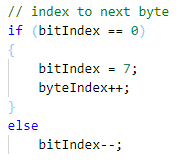 // index to next byte
if (bitIndex == 0)
{
    bitIndex = 7;
    byteIndex++;
}
else
    bitIndex--;